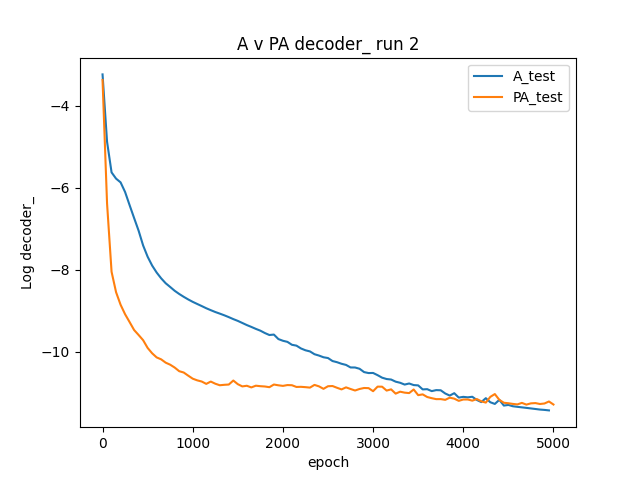 A v PA decoder_ run 2
A_test
PA_test
Log decoder_
−4
−6
−8
−10
0 1000 2000 3000 4000 5000
epoch